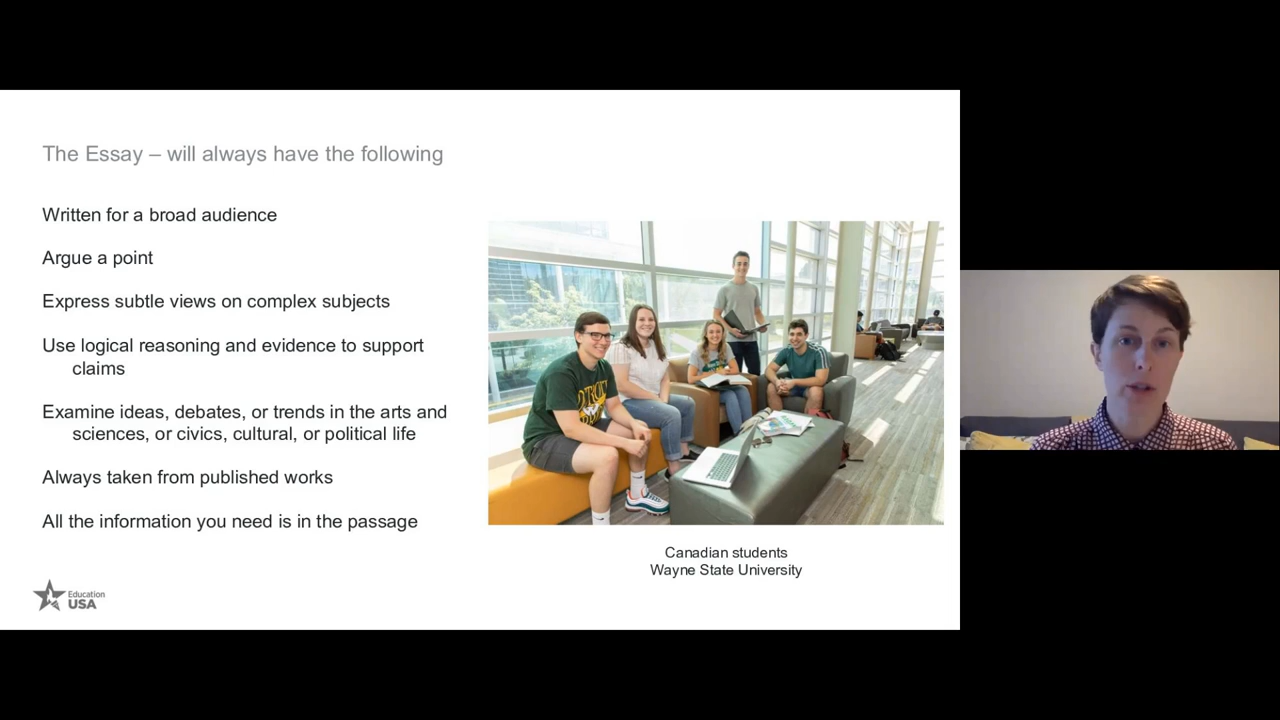 The Essay – will always have the following
Written for a broad audience
Argue a point
Express subtle views on complex subjects
Use logical reasoning and evidence to support
claims
Examine ideas, debates, or trends in the arts and
sciences, or civics, cultural, or political life
Always taken from published works
All the information you need is in the passage
Canadian students
Wayne State University
Education
USA